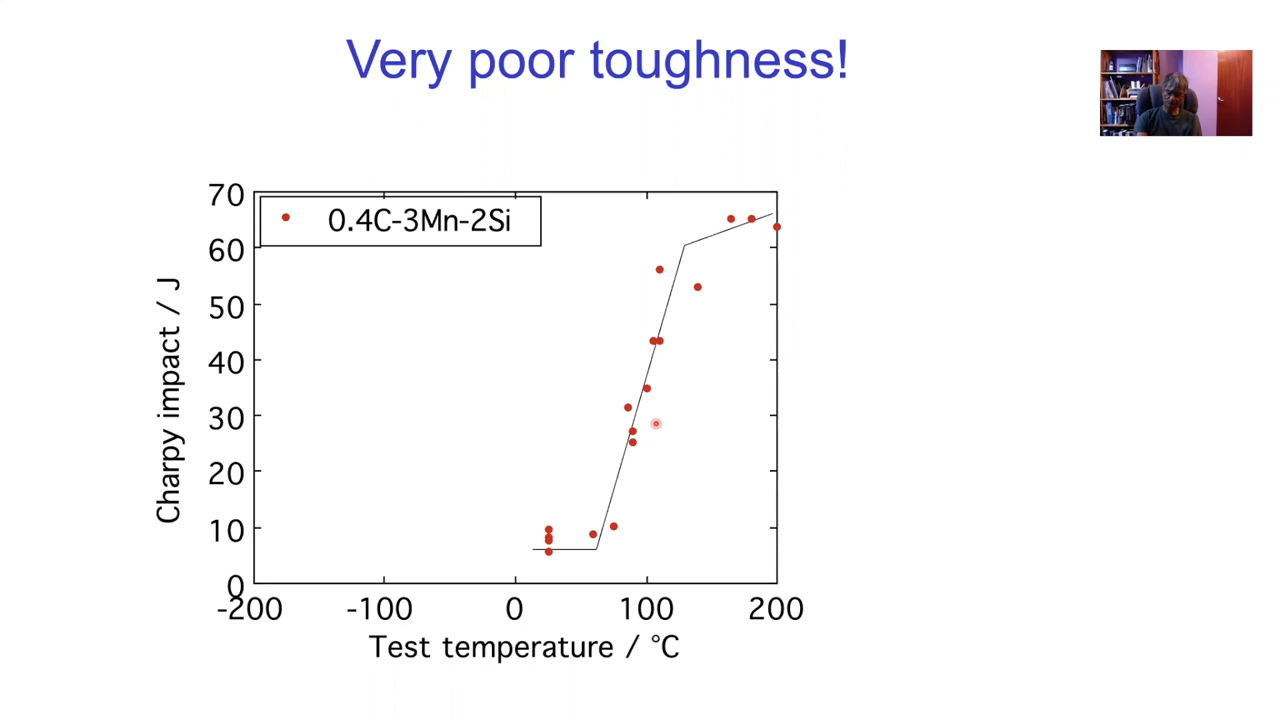 Very poor toughness!
70
0.4C-3Mn-2Si
60
50
40
30
20
10
0
Charpy impact / J
-200 -100 0 100 200
Test temperature / °C